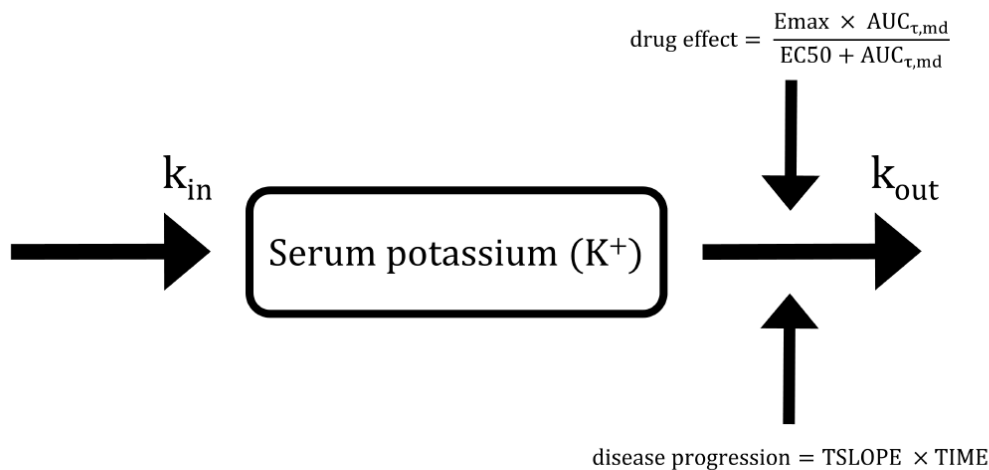 drug effect = Emax × AUCτ,md / EC50 + AUCτ,md
kin
kout
Serum potassium (K⁺)
disease progression = TSLOPE × TIME